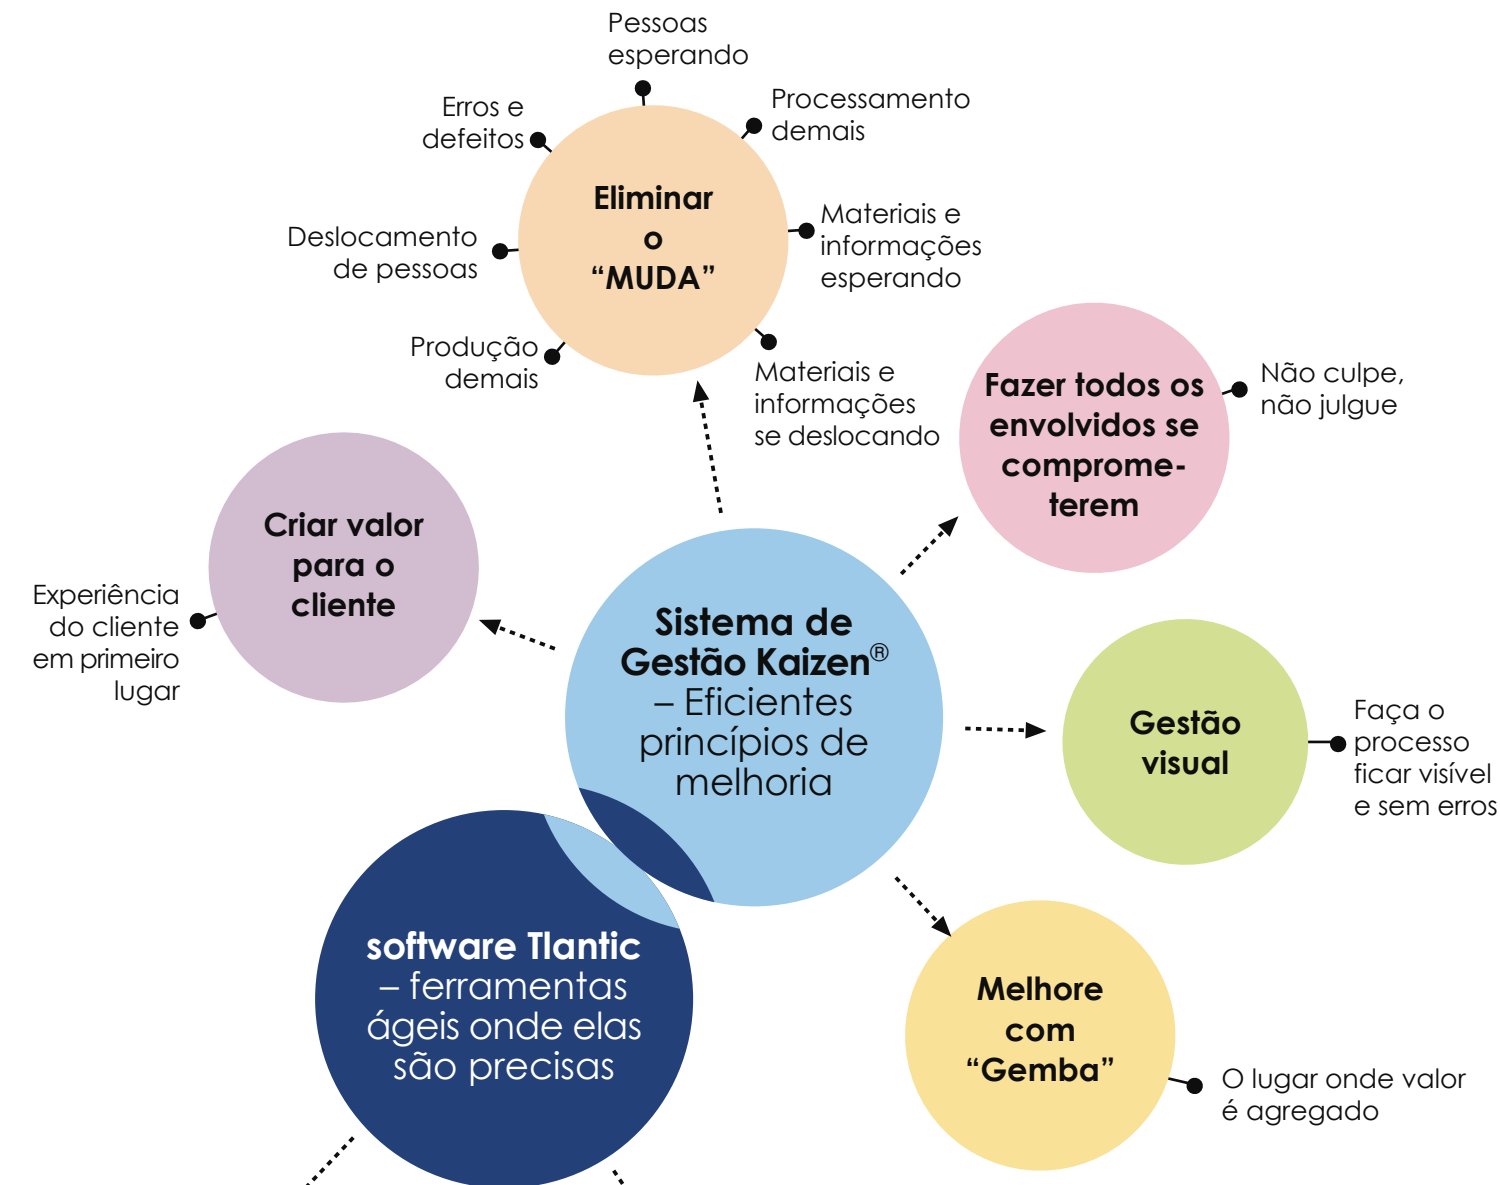 Pessoas
esperando
Erros e
defeitos
Processamento
demais
Eliminar
o
“MUDA”
Materiais e
informações
esperando
Deslocamento
de pessoas
Produção
demais
Materiais e
informações
se deslocando
Fazer todos os
envolvidos se
comprome-
terem
Não culpe,
não julgue
Criar valor
para o
cliente
Experiência
do cliente
em primeiro
lugar
Sistema de
Gestão Kaizen®
– Eficientes
princípios de
melhoria
Gestão
visual
Faça o
processo
ficar visível
e sem erros
software Tlantic
– ferramentas
ágeis onde elas
são precisas
Melhore
com
“Gemba”
O lugar onde valor
é agregado